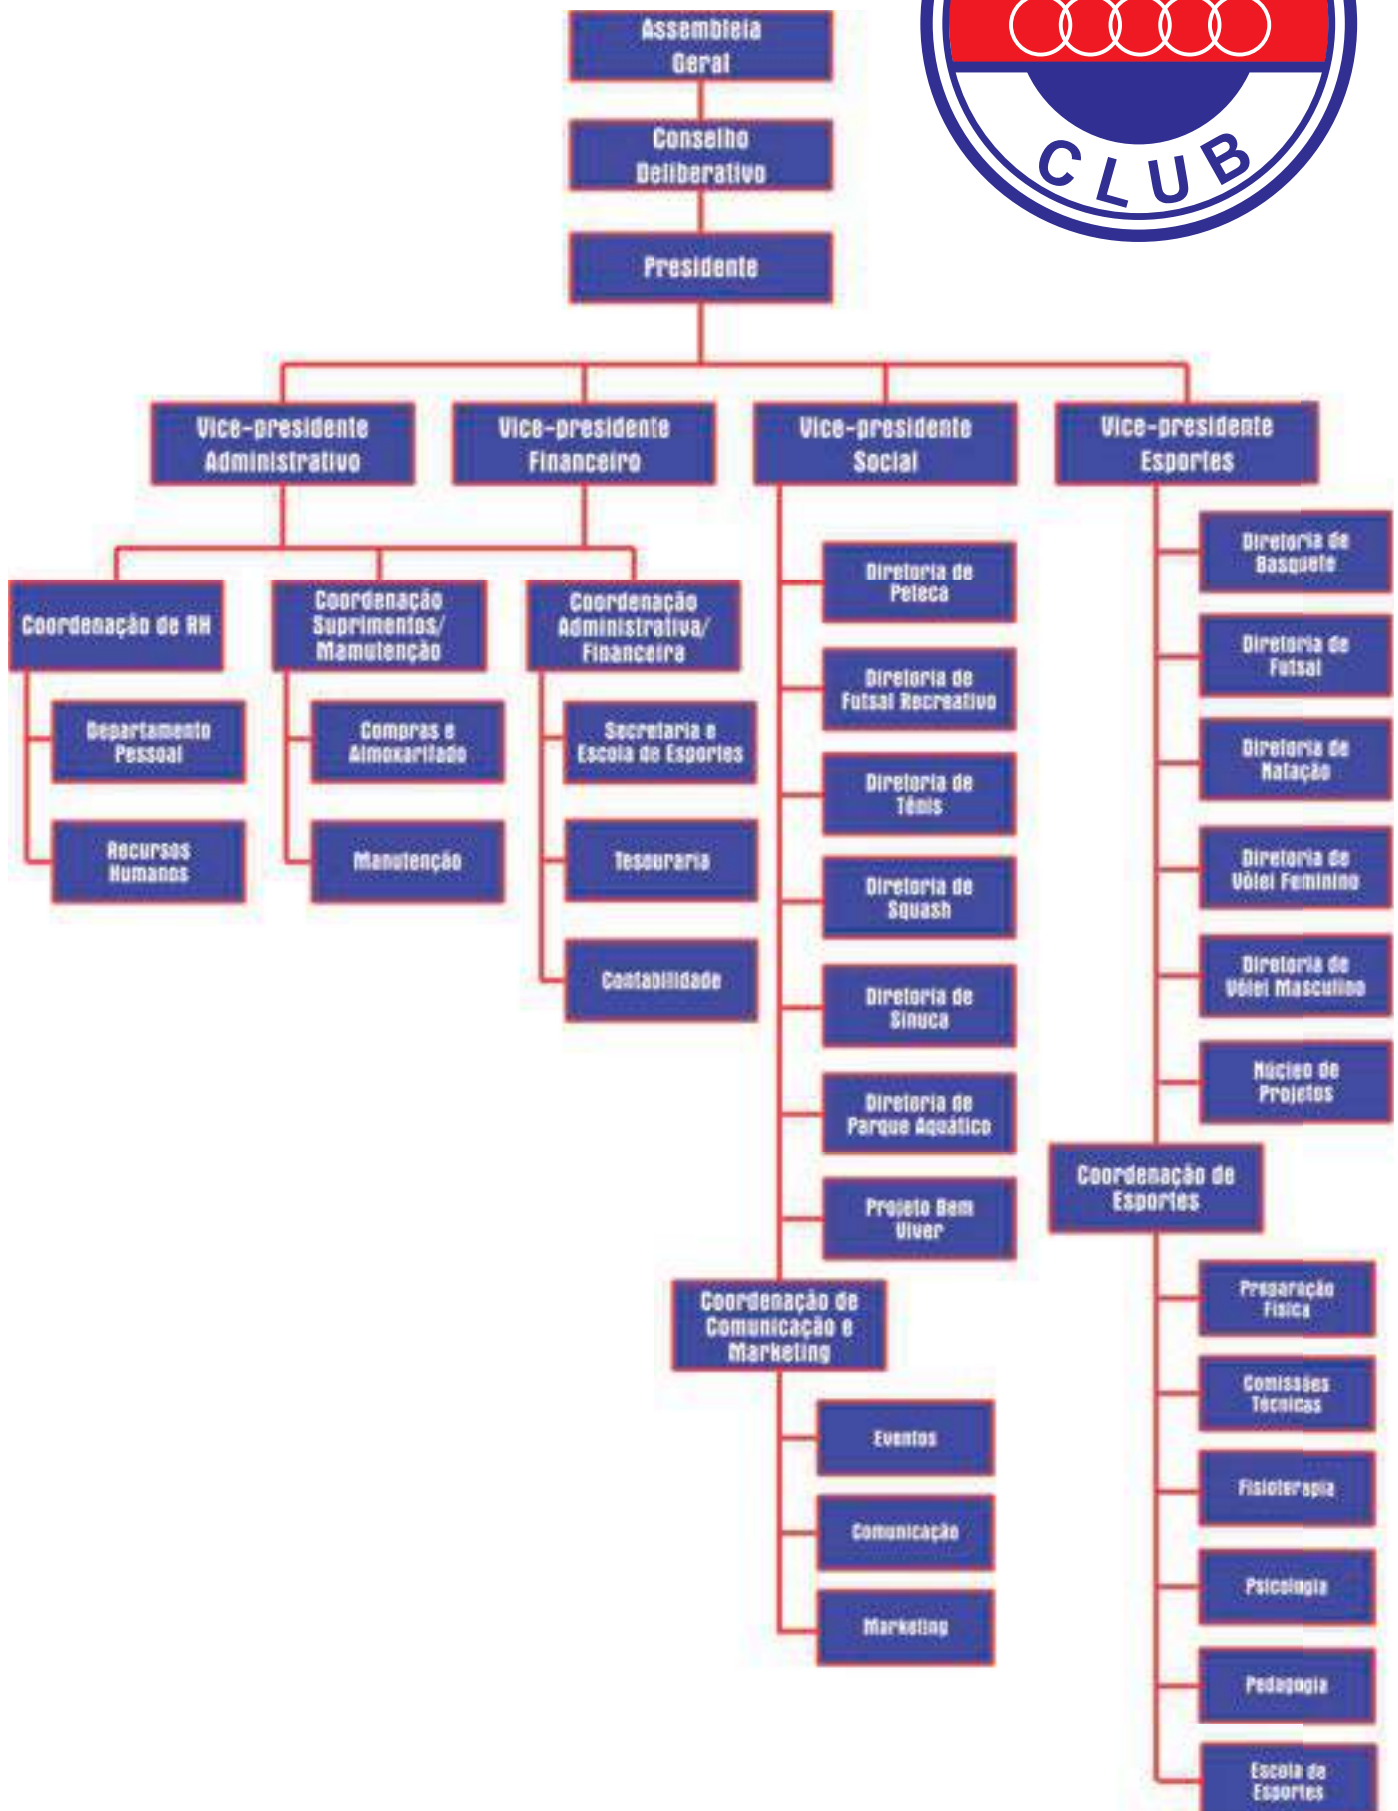 Assembleia
Geral
CLUB
Conselho
Deliberativo
Presidente
Vice-presidente
Administrativo
Vice-presidente
Financeiro
Vice-presidente
Social
Vice-presidente
Esportes
Coordenação de RH
Departamento
Pessoal
Recursos
Humanos
Coordenação
Suprimentos/
Mamutenção
Compras e
Almoxarifado
Manutenção
Coordenação
Administrativa/
Financeira
Secretaria e
Escola de Esportes
Tesouraria
Contabilidade
Diretoria de
Peteca
Diretoria de
Futsal Recreativo
Diretoria de
Tênis
Diretoria de
Squash
Diretoria de
Sinuca
Diretoria de
Parque Aquático
Projeto Bem
Viver
Coordenação de
Comunicação e
Marketing
Eventos
Comunicação
Marketing
Diretoria de
Basquete
Diretoria de
Futsal
Diretoria de
Natação
Diretoria de
Vôlei Feminino
Diretoria de
Vôlei Masculino
Núcleo de
Projetos
Coordenação de
Esportes
Preparação
Física
Comissões
Técnicas
Fisioterapia
Psicologia
Pedagogia
Escola de
Esportes